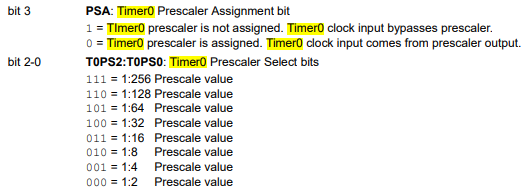 bit 3 PSA: Timer0 Prescaler Assignment bit
1 = TImer0 prescaler is not assigned. Timer0 clock input bypasses prescaler.
0 = Timer0 prescaler is assigned. Timer0 clock input comes from prescaler output.
bit 2-0 T0PS2:T0PS0: Timer0 Prescaler Select bits
111 = 1:256 Prescale value
110 = 1:128 Prescale value
101 = 1:64 Prescale value
100 = 1:32 Prescale value
011 = 1:16 Prescale value
010 = 1:8 Prescale value
001 = 1:4 Prescale value
000 = 1:2 Prescale value